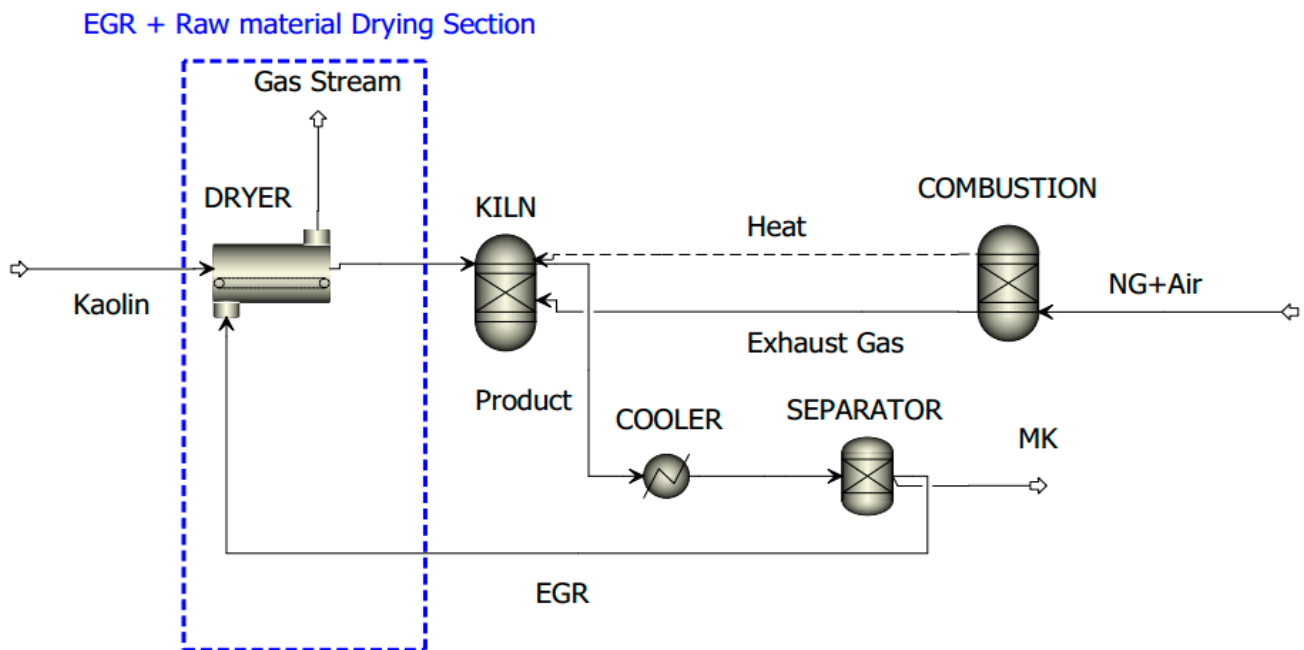 EGR + Raw material Drying Section
Gas Stream
DRYER
KILN
COMBUSTION
Heat
Kaolin
NG+Air
Exhaust Gas
Product
COOLER
SEPARATOR
MK
EGR